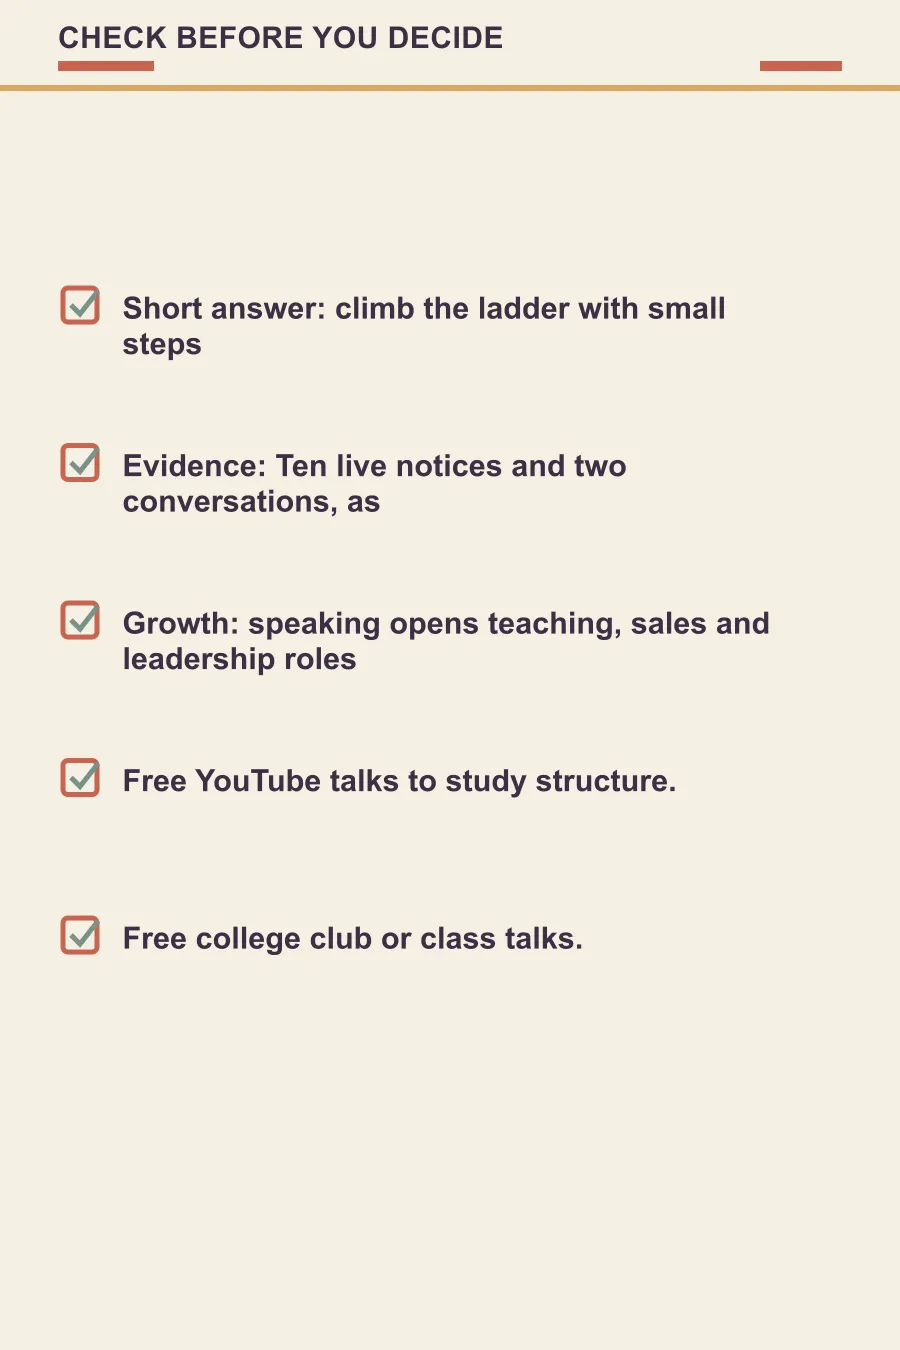 CHECK BEFORE YOU DECIDE
Short answer: climb the ladder with small
steps
Evidence: Ten live notices and two
conversations, as
Growth: speaking opens teaching, sales and
leadership roles
Free YouTube talks to study structure.
Free college club or class talks.